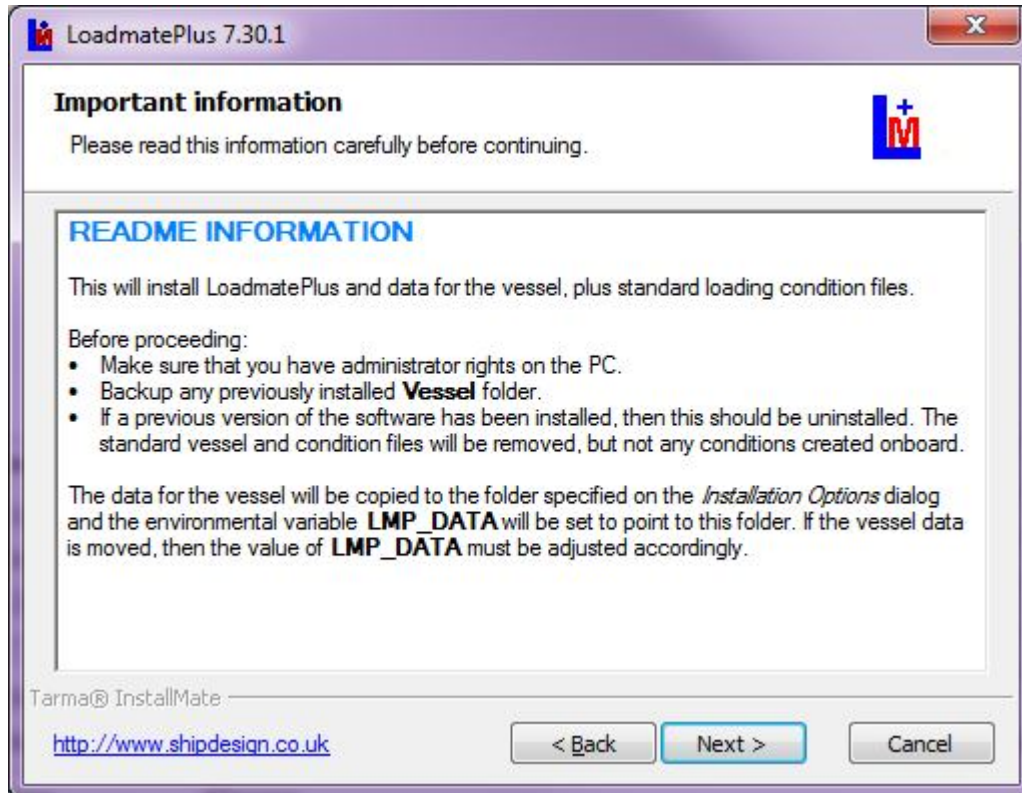 LoadmatePlus 7.30.1
Important information
Please read this information carefully before continuing.
README INFORMATION
This will install LoadmatePlus and data for the vessel, plus standard loading condition files.
Before proceeding:
• Make sure that you have administrator rights on the PC.
• Backup any previously installed Vessel folder.
• If a previous version of the software has been installed, then this should be uninstalled. The
standard vessel and condition files will be removed, but not any conditions created onboard.
The data for the vessel will be copied to the folder specified on the Installation Options dialog
and the environmental variable LMP_DATA will be set to point to this folder. If the vessel data
is moved, then the value of LMP_DATA must be adjusted accordingly.
Tarma® InstallMate
http://www.shipdesign.co.uk
< Back
Next >
Cancel